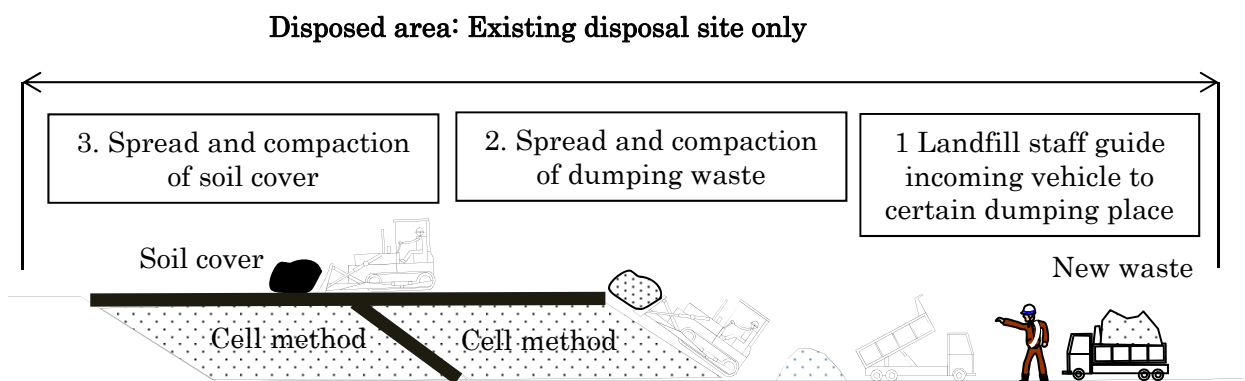 Disposed area: Existing disposal site only
3. Spread and compaction
of soil cover
2. Spread and compaction
of dumping waste
1 Landfill staff guide
incoming vehicle to
certain dumping place
Soil cover
New waste
Cell method
Cell method